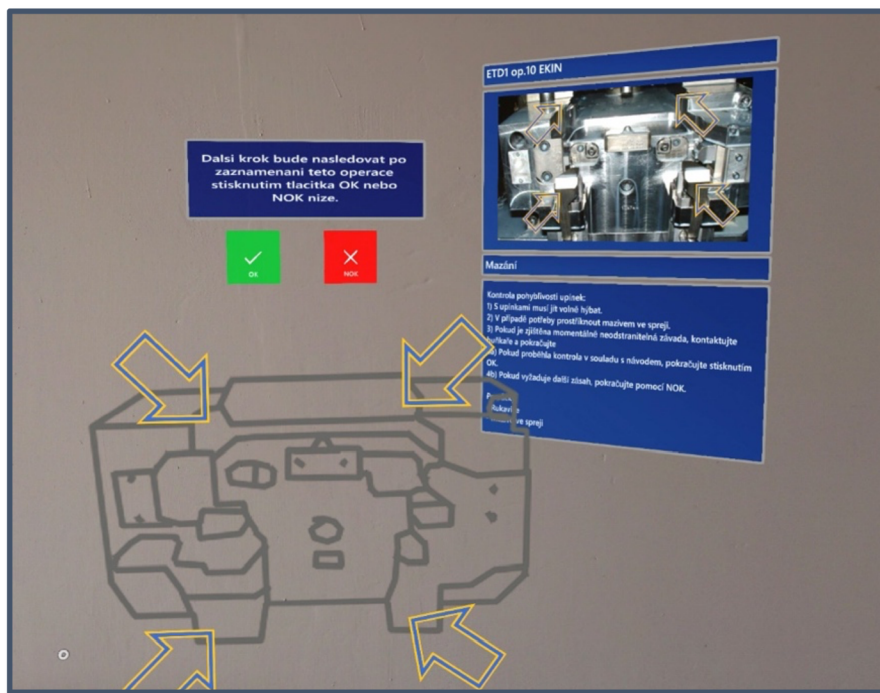 ETD1 op.10 EKIN
Dalsi krok bude nasledovat po
zaznamenani teto operace
stisknutim tlacitka OK nebo
NOK nize.
OK
NOK
Mazání
Kontrola pohyblivosti upínek:
1) S upínkami musí jít volně hýbat.
2) V případě potřeby prostříknout mazivem ve spreji.
3) Pokud je zjištěna momentálně neodstranitelná závada, kontaktujte
a pokračujte
Pokud proběhla kontrola v souladu s návodem, pokračujte stisknutím
OK.
4b) Pokud vyžaduje další zásah, pokračujte pomocí NOK.
ve spreji